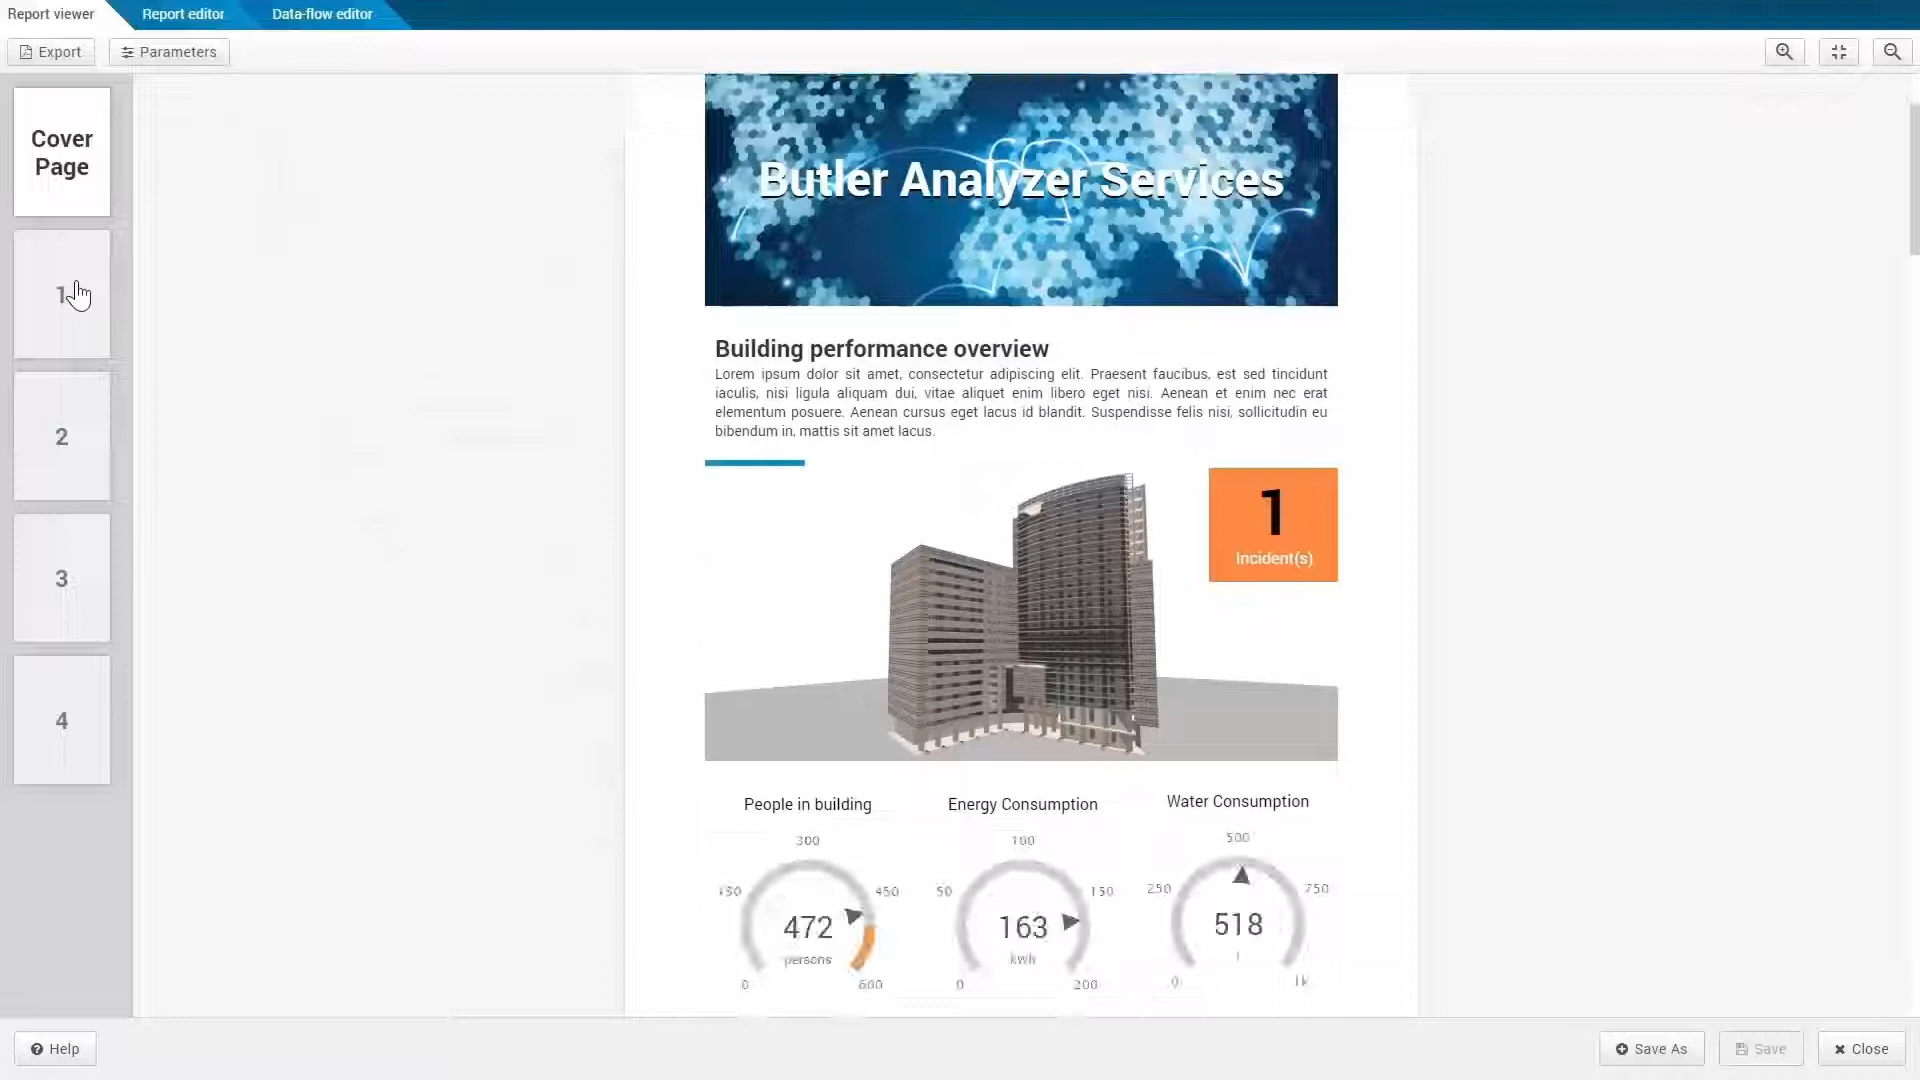 Report viewer
Report editor
Data-flow editor
Export
Parameters
Cover
Page
1
2
3
4
Butler Analyzer Services
Building performance overview
Lorem ipsum dolor sit amet, consectetur adipiscing elit. Praesent faucibus, est sed tincidunt
iaculis, nisi ligula aliquam dui, vitae aliquet enim libero eget nisi. Aenean et enim nec erat
elementum posuere. Aenean cursus eget lacus id blandit. Suspendisse felis nisi, sollicitudin eu
bibendum in, mattis sit amet lacus.
1
Incident(s)
People in building
300
150
450
472
persons
0
600
Energy Consumption
100
50
150
163
kWh
0
200
Water Consumption
500
250
750
518
l
0
1k
Help
Save As
Save
Close